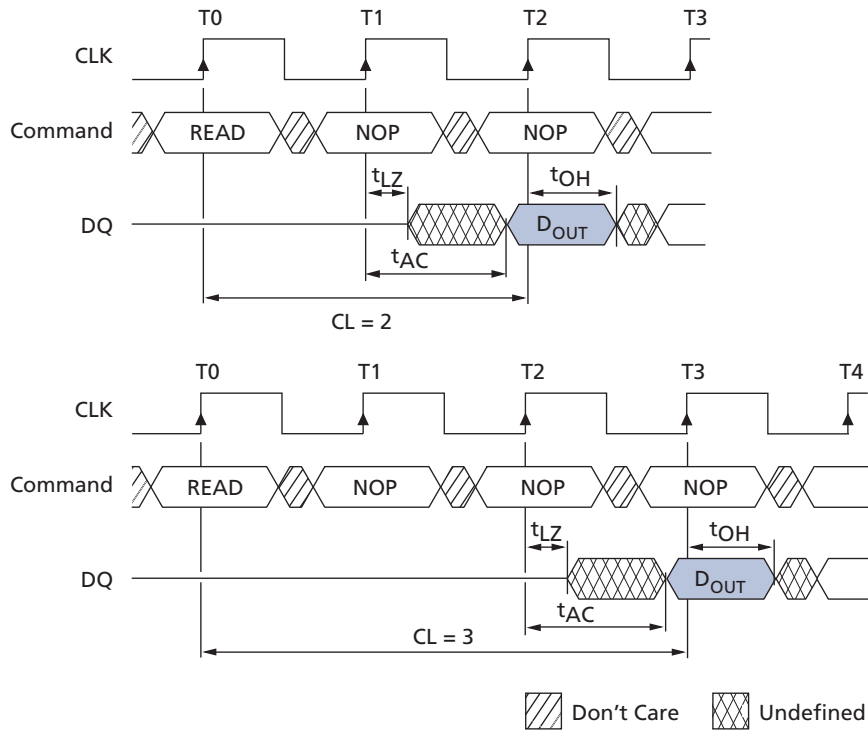 T0 T1 T2 T3
CLK
Command READ NOP NOP
tLZ tOH
DQ DOUT
tAC
CL = 2
T0 T1 T2 T3 T4
CLK
Command READ NOP NOP NOP
tLZ tOH
DQ DOUT
tAC
CL = 3
Don't Care Undefined